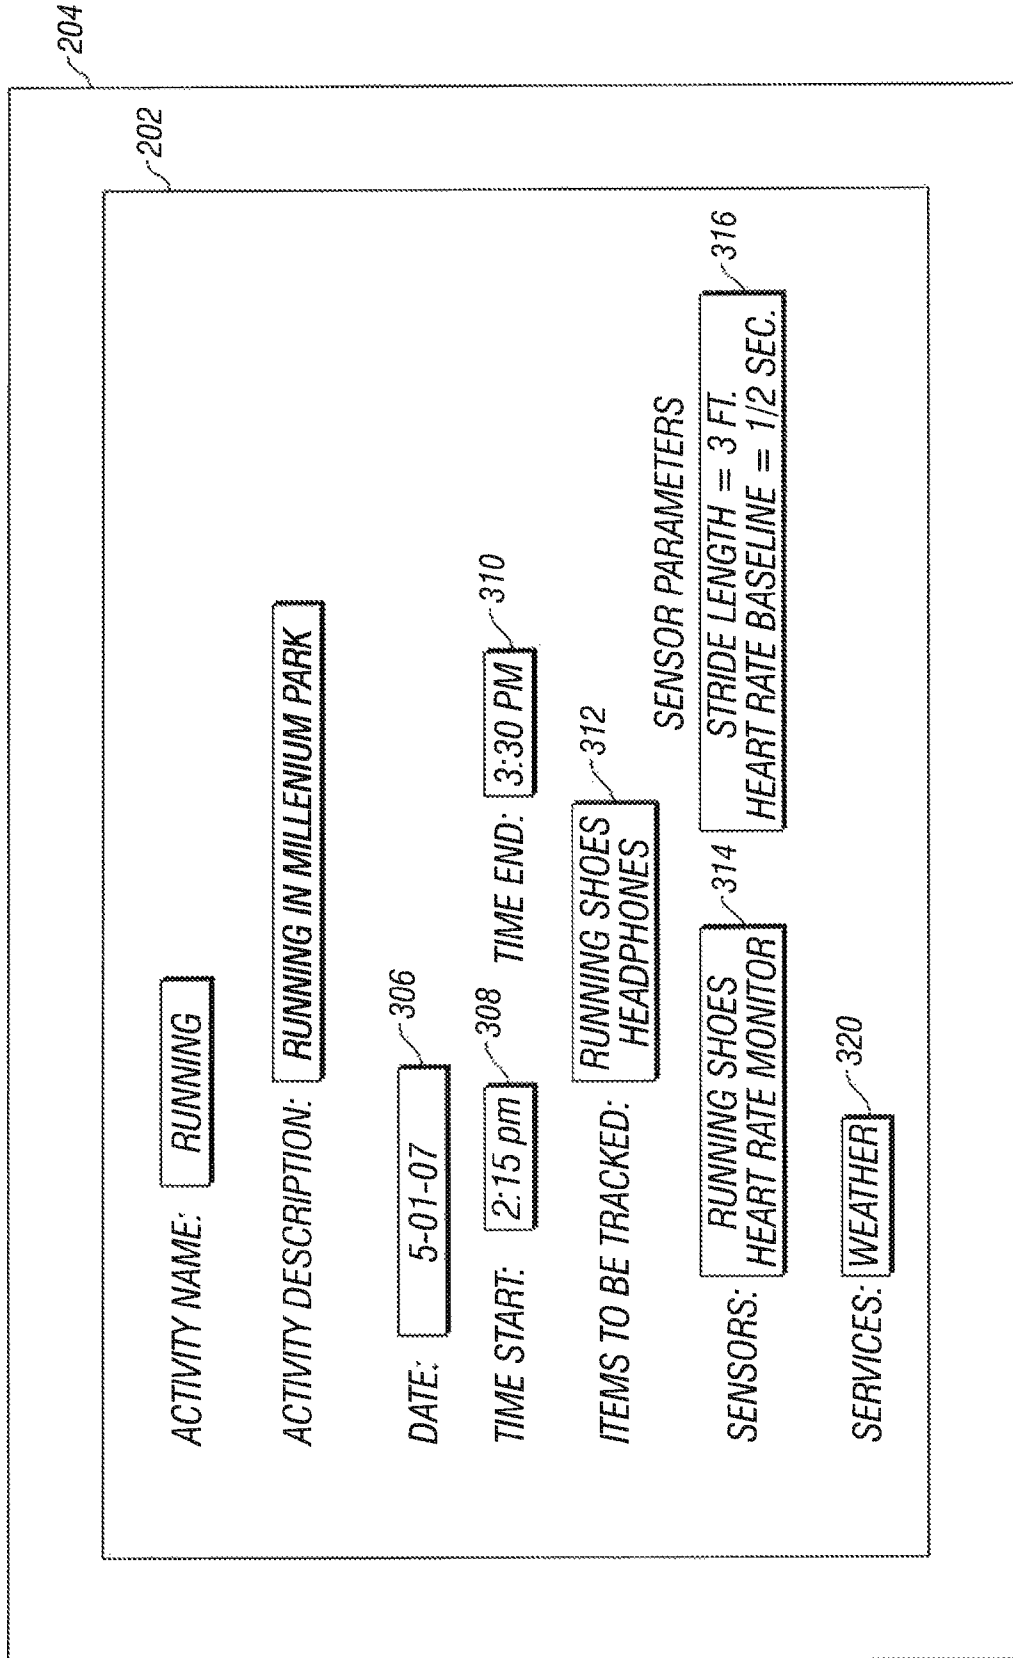 204
202
ACTIVITY NAME: RUNNING
ACTIVITY DESCRIPTION: RUNNING IN MILLENIUM PARK
DATE: 5-01-07 306
TIME START: 2:15 pm 308 TIME END: 3:30 PM 310
ITEMS TO BE TRACKED: RUNNING SHOES 312
HEADPHONES
SENSOR PARAMETERS
SENSORS: RUNNING SHOES 314 STRIDE LENGTH = 3 FT. 316
HEART RATE MONITOR HEART RATE BASELINE = 1/2 SEC.
SERVICES: WEATHER 320